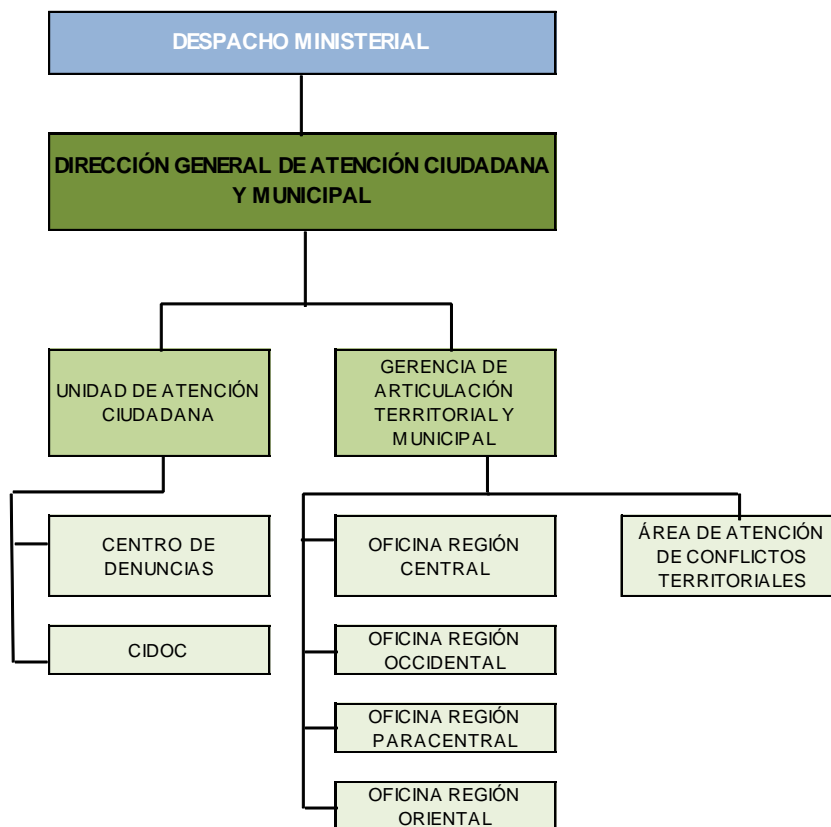 DESPACHO MINISTERIAL
DIRECCIÓN GENERAL DE ATENCIÓN CIUDADANA
Y MUNICIPAL
UNIDAD DE ATENCIÓN
CIUDADANA
GERENCIA DE
ARTICULACIÓN
TERRITORIAL Y
MUNICIPAL
CENTRO DE
DENUNCIAS
CIDOC
OFICINA REGIÓN
CENTRAL
OFICINA REGIÓN
OCCIDENTAL
OFICINA REGIÓN
PARACENTRAL
OFICINA REGIÓN
ORIENTAL
ÁREA DE ATENCIÓN
DE CONFLICTOS
TERRITORIALES